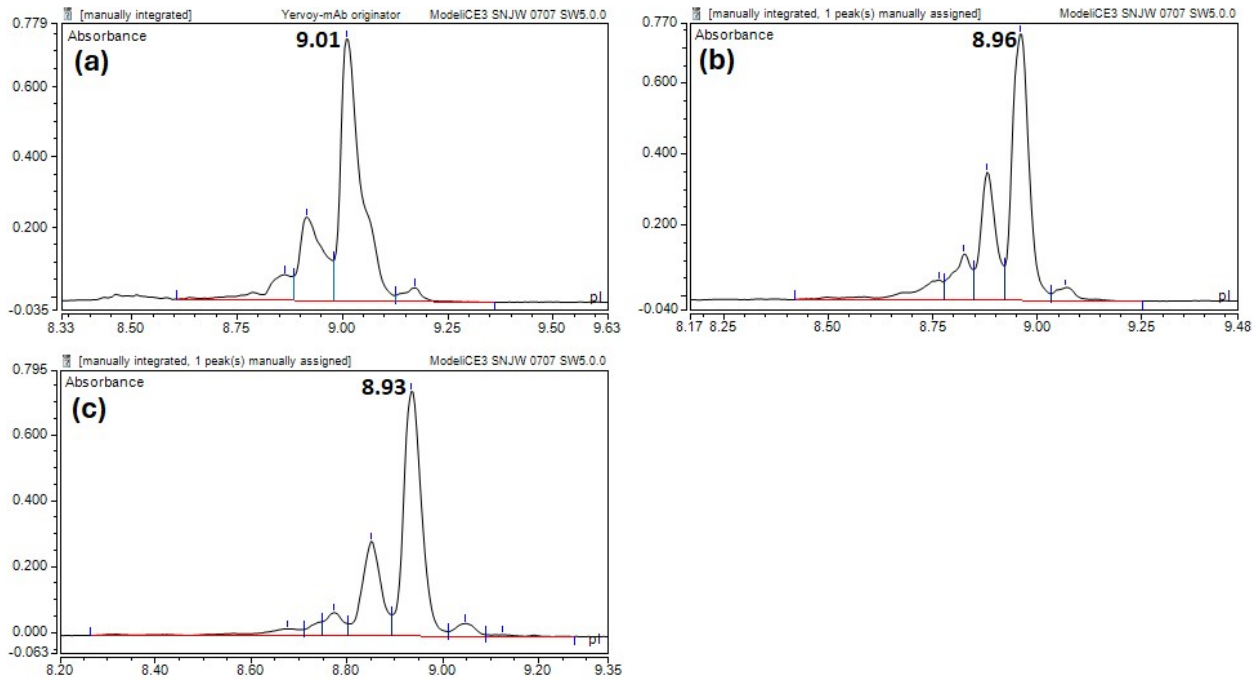 [manually integrated] Yervoy-mAb originator ModeliCE3 SNJW 0707 SW5.0.0
0.779
Absorbance
(a)
9.01
0.600
0.400
0.200
-0.035
pI
8.33 8.50 8.75 9.00 9.25 9.50 9.63
[manually integrated, 1 peak(s) manually assigned] ModeliCE3 SNJW 0707 SW5.0.0
0.770
Absorbance
(b)
8.96
0.600
0.400
0.200
-0.040
pI
8.17 8.25 8.50 8.75 9.00 9.25 9.48
[manually integrated, 1 peak(s) manually assigned] ModeliCE3 SNJW 0707 SW5.0.0
0.795
Absorbance
(c)
8.93
0.600
0.400
0.200
0.000
-0.063
pI
8.20 8.40 8.60 8.80 9.00 9.20 9.35